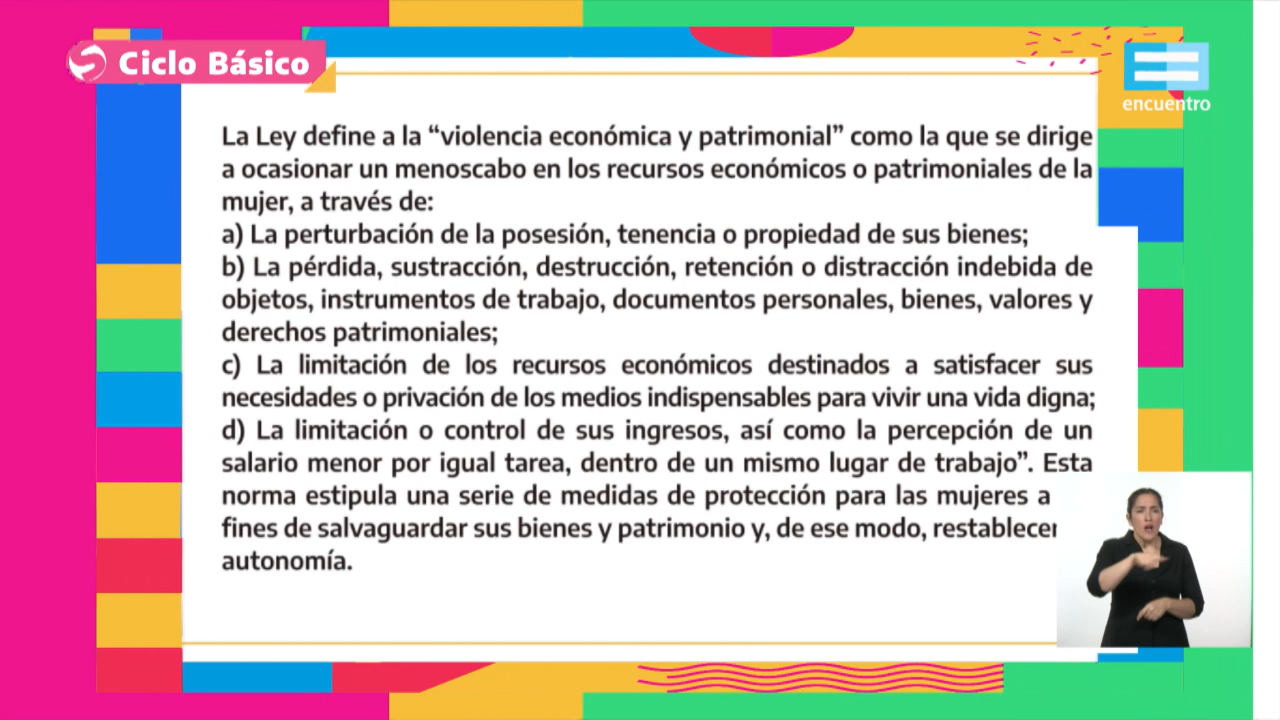 Ciclo Básico
encuentro
La Ley define a la “violencia económica y patrimonial” como la que se dirige
a ocasionar un menoscabo en los recursos económicos o patrimoniales de la
mujer, a través de:
a) La perturbación de la posesión, tenencia o propiedad de sus bienes;
b) La pérdida, sustracción, destrucción, retención o distracción indebida de
objetos, instrumentos de trabajo, documentos personales, bienes, valores y
derechos patrimoniales;
c) La limitación de los recursos económicos destinados a satisfacer sus
necesidades o privación de los medios indispensables para vivir una vida digna;
d) La limitación o control de sus ingresos, así como la percepción de un
salario menor por igual tarea, dentro de un mismo lugar de trabajo”. Esta
norma estipula una serie de medidas de protección para las mujeres a
fines de salvaguardar sus bienes y patrimonio y, de ese modo, restablecer
autonomía.